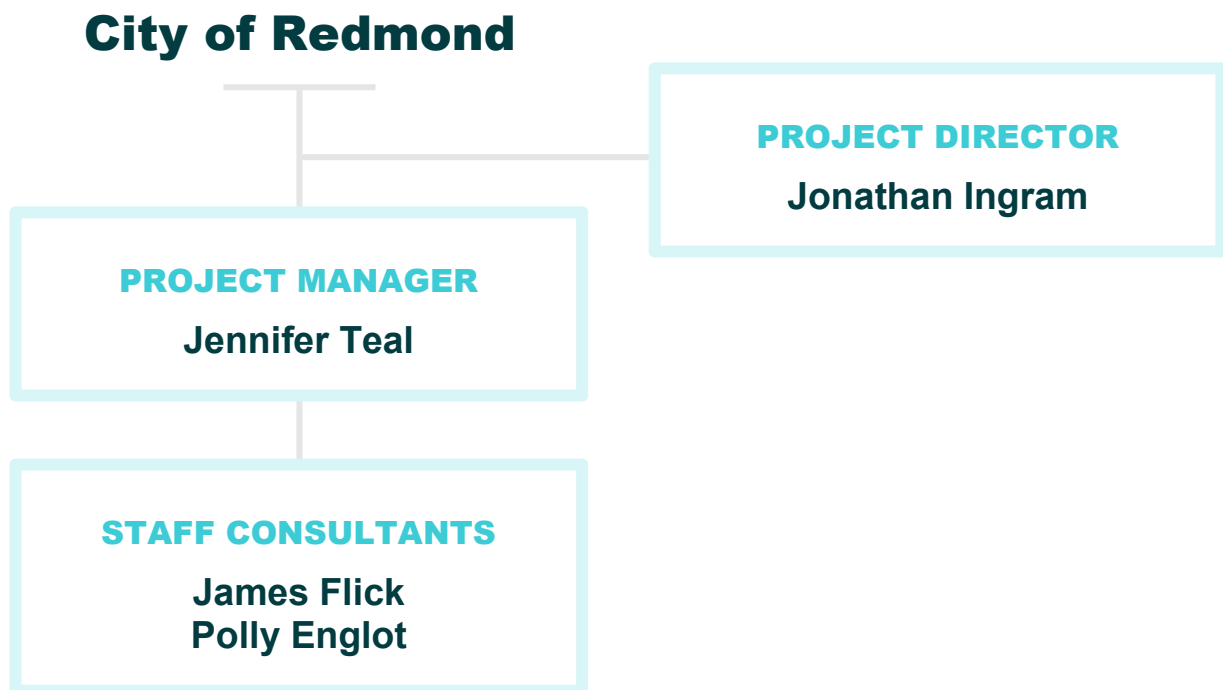 City of Redmond
PROJECT DIRECTOR
Jonathan Ingram
PROJECT MANAGER
Jennifer Teal
STAFF CONSULTANTS
James Flick
Polly Englot